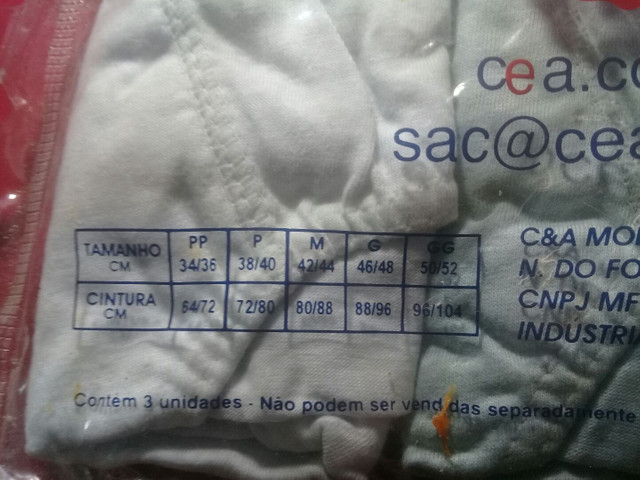 cea.co
sac@cea
TAMANHO CM PP 34/36 P 38/40 M 42/44 G 46/48 GG 50/52
CINTURA CM 64/72 72/80 80/88 88/96 96/104
C&A MO
N. DO FO
CNPJ MF
INDUSTRI
Contém 3 unidades - Não podem ser vend das separadamente